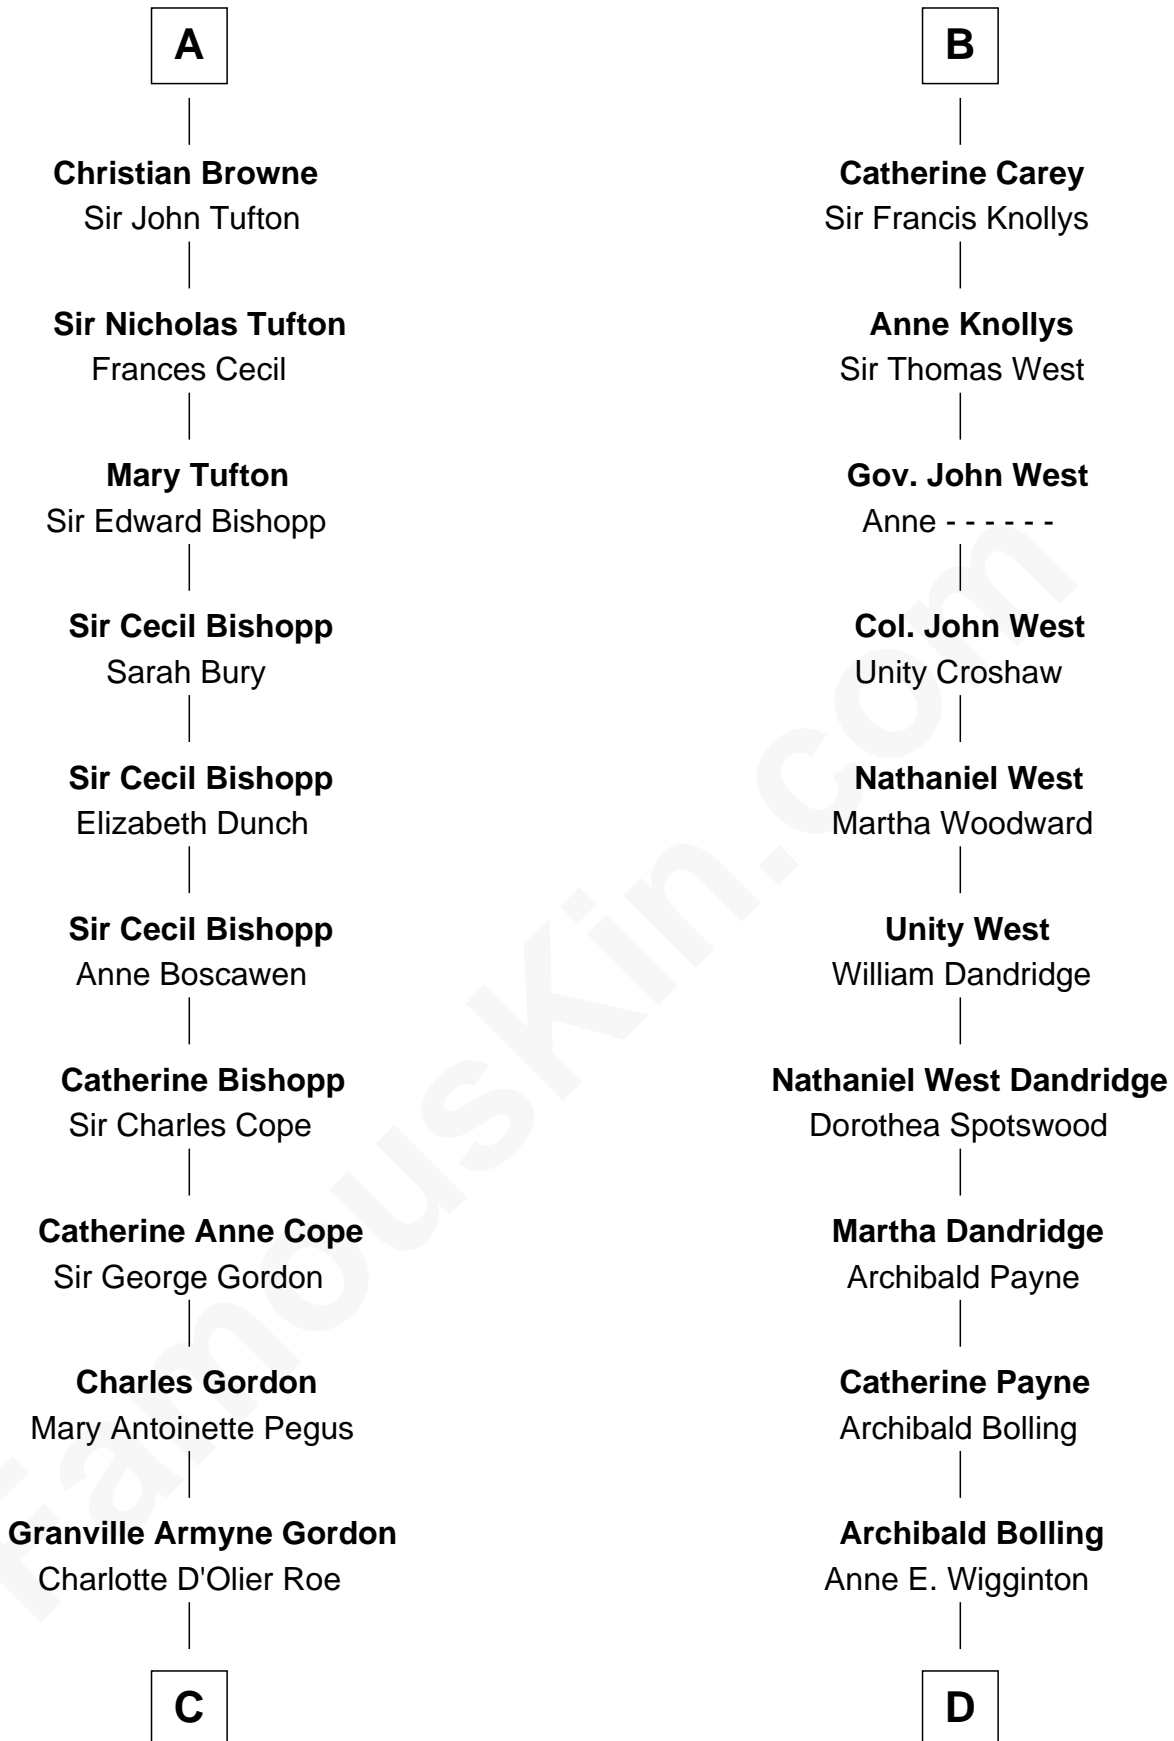 A
Christian Browne
Sir John Tufton
Sir Nicholas Tufton
Frances Cecil
Mary Tufton
Sir Edward Bishopp
Sir Cecil Bishopp
Sarah Bury
Sir Cecil Bishopp
Elizabeth Dunch
Sir Cecil Bishopp
Anne Boscawen
Catherine Bishopp
Sir Charles Cope
Catherine Anne Cope
Sir George Gordon
Charles Gordon
Mary Antoinette Pegus
Granville Armyne Gordon
Charlotte D'Olier Roe
C
B
Catherine Carey
Sir Francis Knollys
Anne Knollys
Sir Thomas West
Gov. John West
Anne - - - - - -
Col. John West
Unity Croshaw
Nathaniel West
Martha Woodward
Unity West
William Dandridge
Nathaniel West Dandridge
Dorothea Spotswood
Martha Dandridge
Archibald Payne
Catherine Payne
Archibald Bolling
Archibald Bolling
Anne E. Wigginton
D
FamousKin.com